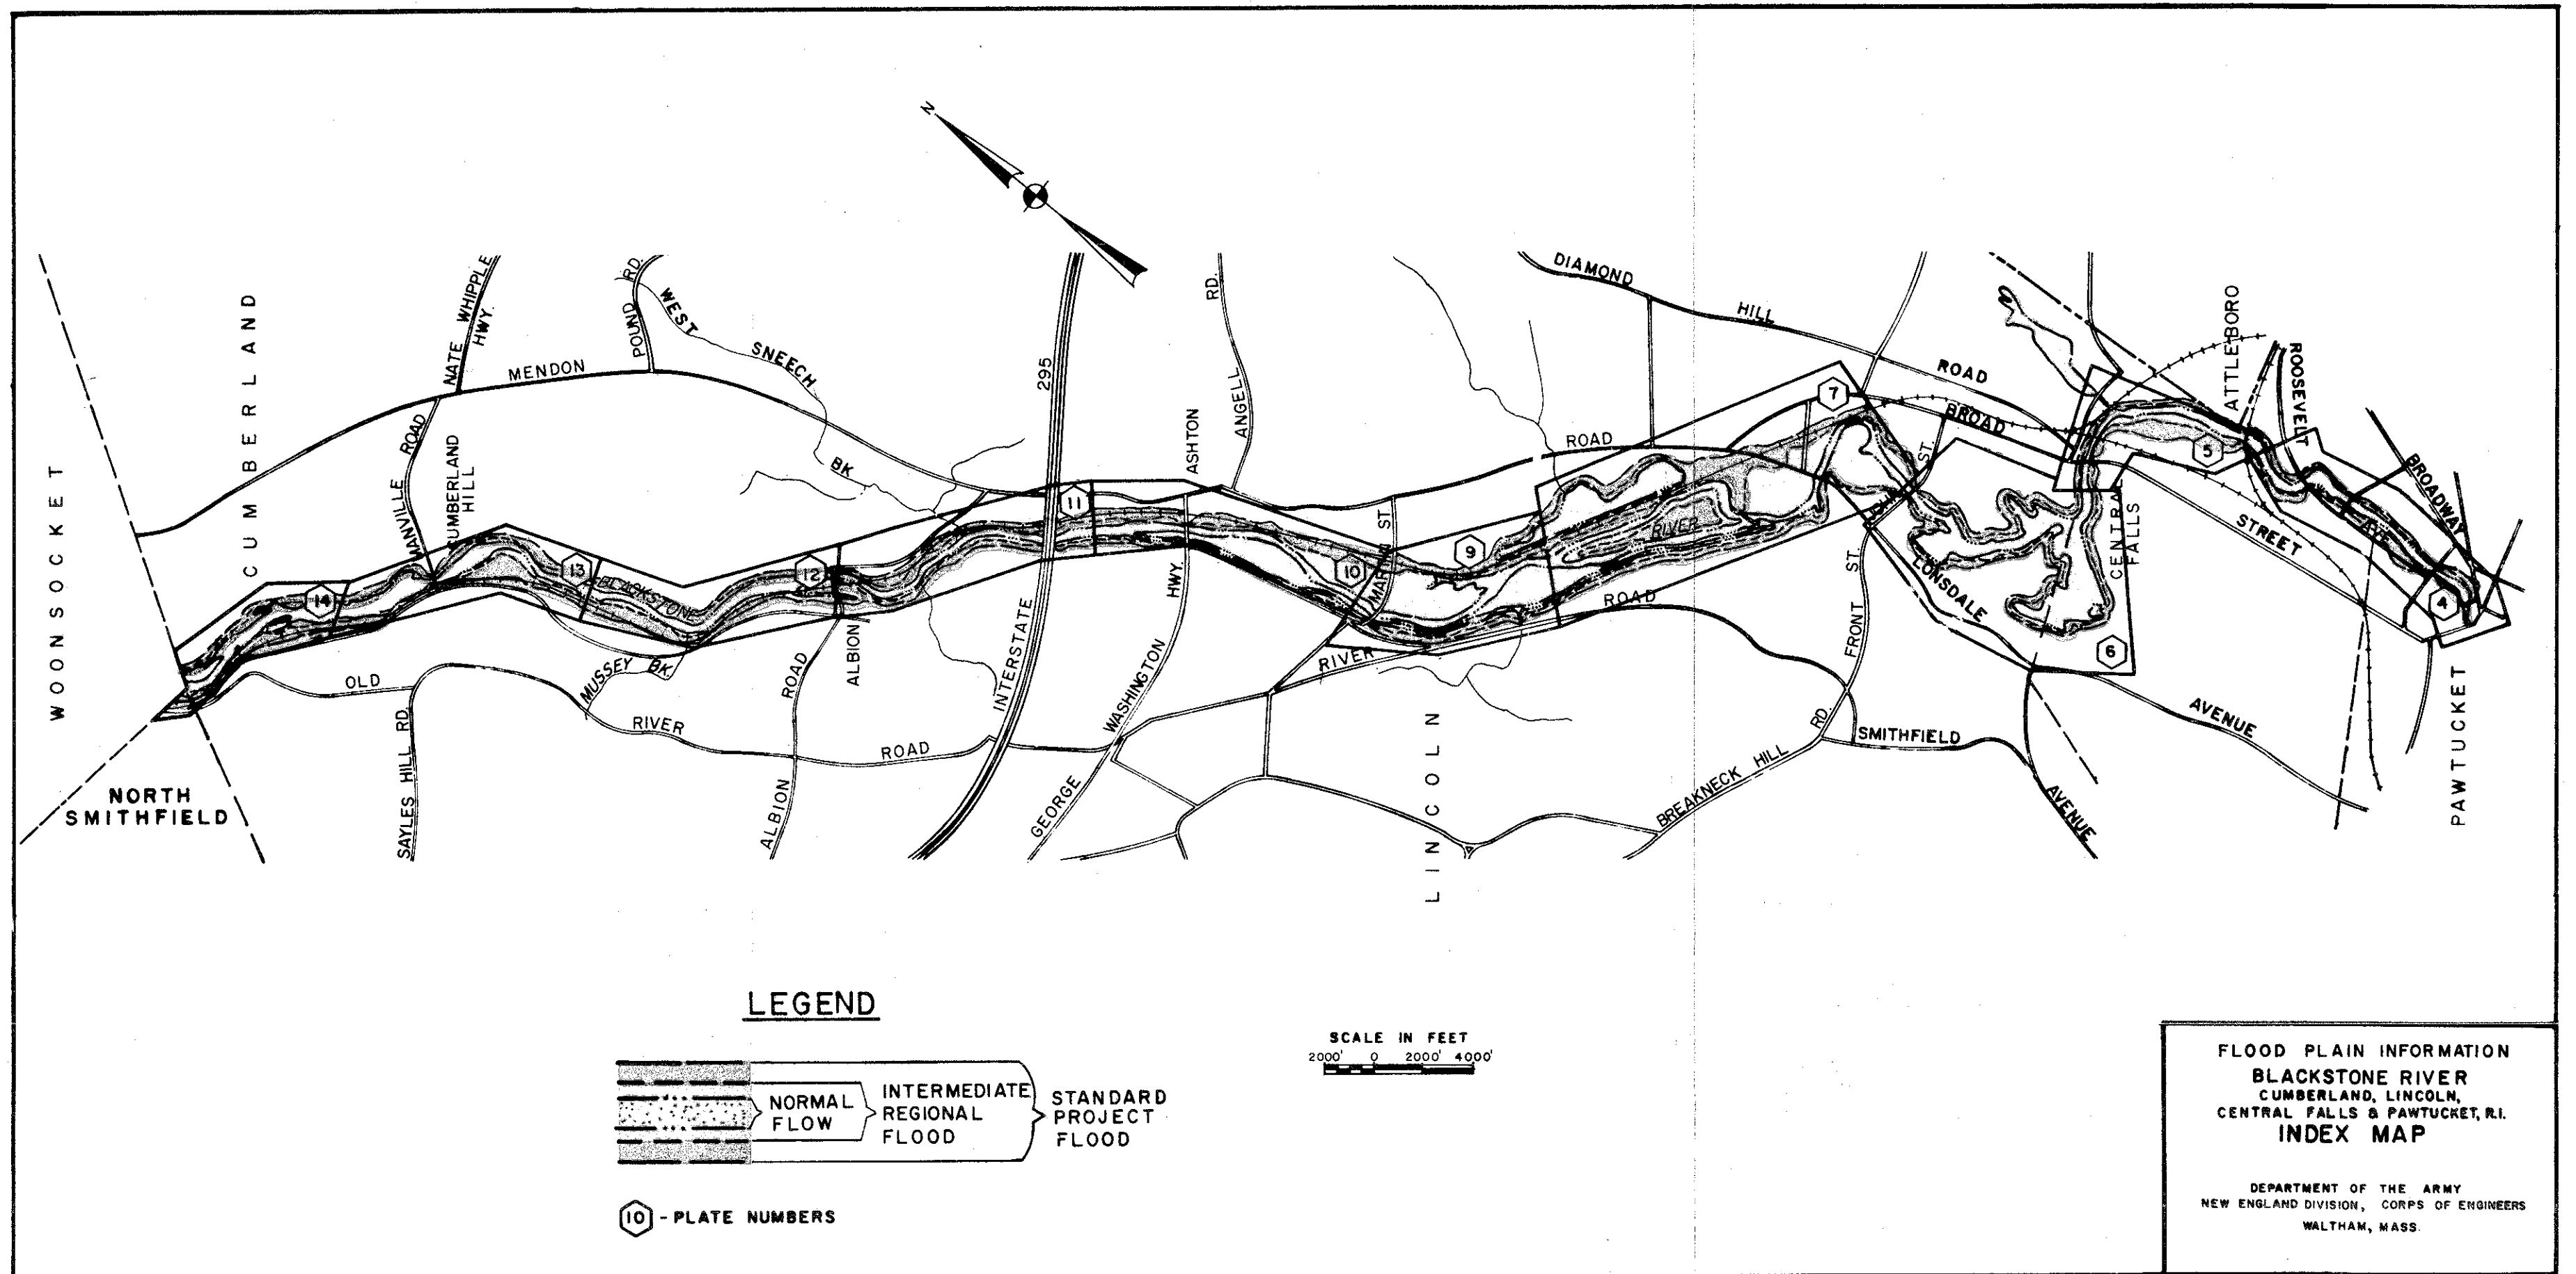 N
WOONSOCKET
CUMBERLAND
NATE WHIPPLE
HWY.
MENDON
POUND
RD.
WEST
SNEECH
BK
MANVILLE
ROAD
CUMBERLAND
HILL
295
INTERSTATE
ANGELL
RD.
ASHTON
DIAMOND
HILL
ROAD
ROAD
BROAD
STREET
ATTLEBORO
ROOSEVELT
AVE
BROADWAY
CENTRAL
FALLS
PAWTUCKET
14
13
12
11
10
9
7
6
5
4
BLACKSTONE
RIVER
MARTIN
ST.
ST.
LONSDALE
AVENUE
FRONT
ST.
RIVER
ROAD
GEORGE
WASHINGTON
HWY.
ALBION
ALBION
ROAD
MUSSEY BK.
OLD
RIVER
ROAD
SAYLES HILL RD.
NORTH
SMITHFIELD
LINCOLN
BREAKNECK HILL
RD.
SMITHFIELD
AVENUE
LEGEND
NORMAL
FLOW
INTERMEDIATE
REGIONAL
FLOOD
STANDARD
PROJECT
FLOOD
10 - PLATE NUMBERS
SCALE IN FEET
2000' 0 2000' 4000'
FLOOD PLAIN INFORMATION
BLACKSTONE RIVER
CUMBERLAND, LINCOLN,
CENTRAL FALLS & PAWTUCKET, R.I.
INDEX MAP
DEPARTMENT OF THE ARMY
NEW ENGLAND DIVISION, CORPS OF ENGINEERS
WALTHAM, MASS.